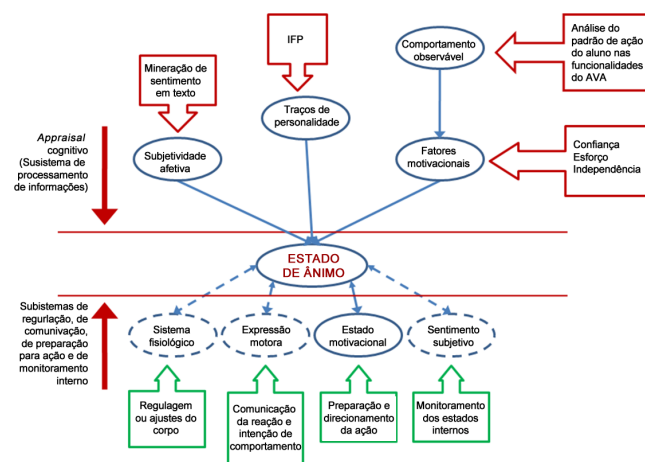 IFP
Mineração de
sentimento
em texto
Comportamento
observável
Análise do
padrão de ação
do aluno nas
funcionalidades
do AVA
Traços de
personalidade
Appraisal
cognitivo
(Susistema de
processamento
de informações)
Subjetividade
afetiva
Fatores
motivacionais
Confiança
Esforço
Independência
ESTADO
DE ÂNIMO
Subistemas de
regurlação, de
comunivação,
de preparação
para ação e de
monitoramento
interno
Sistema
fisiológico
Expressão
motora
Estado
motivacional
Sentimento
subjetivo
Regulagem
ou ajustes do
corpo
Comunicação
da reação e
intenção de
comportamento
Preparação e
direcionamento
da ação
Monitoramento
dos estados
internos